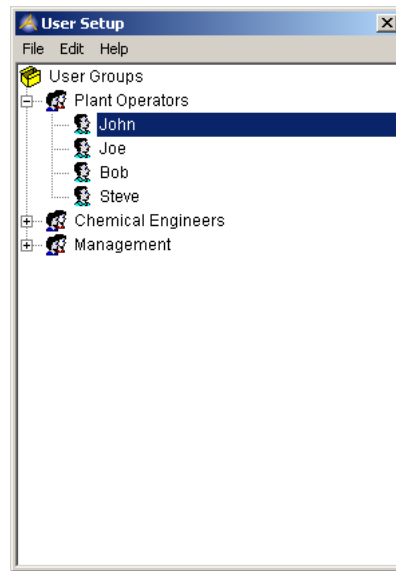 User Setup
File Edit Help
User Groups
Plant Operators
John
Joe
Bob
Steve
Chemical Engineers
Management